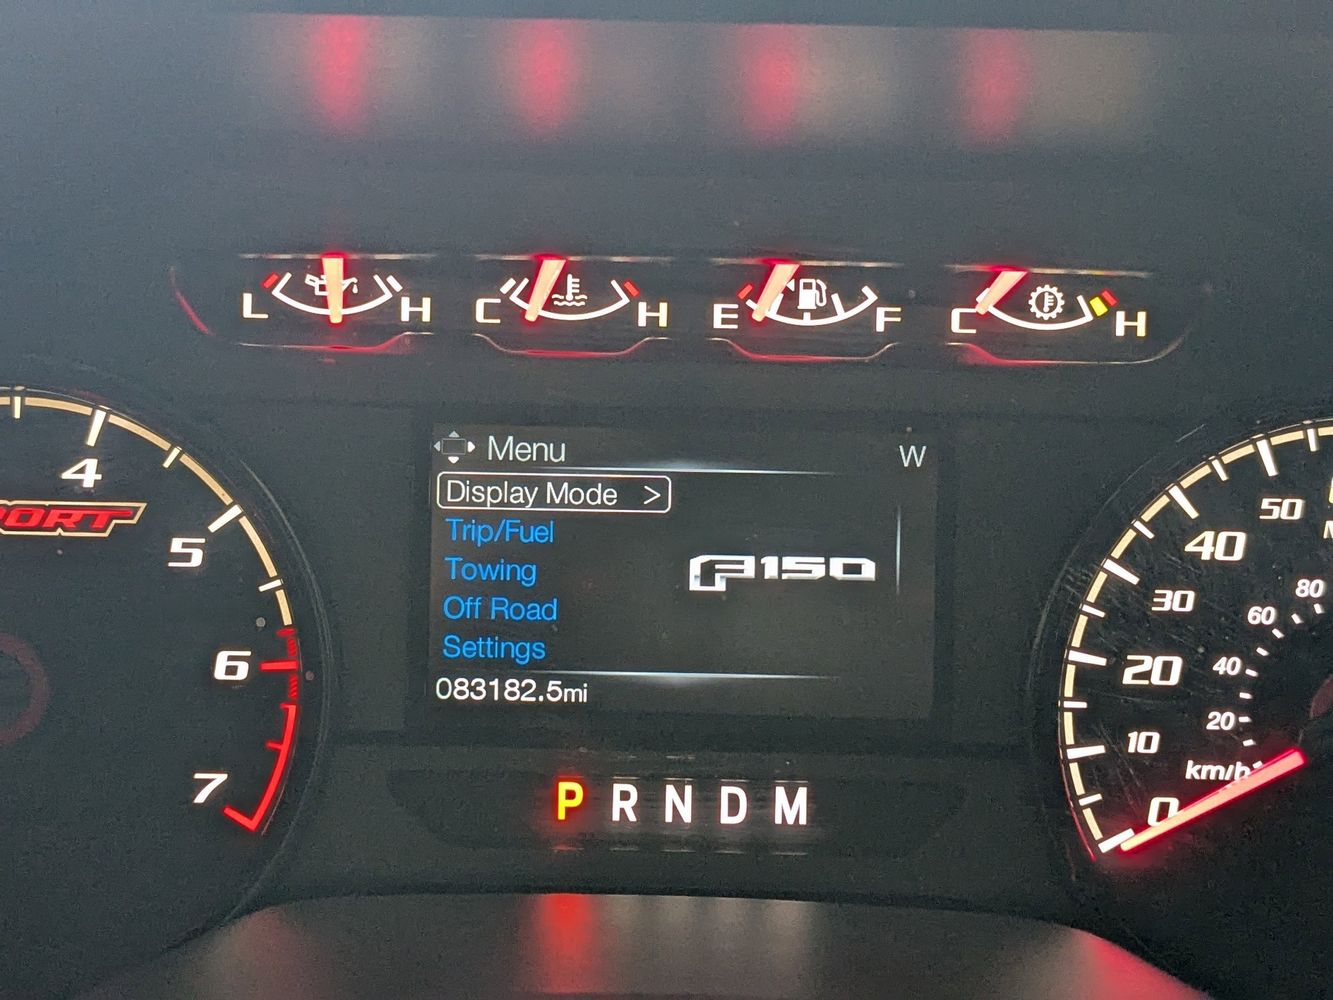 L H C H E F C H
Menu W
Display Mode >
Trip/Fuel
Towing
Off Road
Settings
083182.5mi
F150
P R N D M
4
PORT
5
6
7
50
40
30
20
10
0
80
60
40
20
km/h